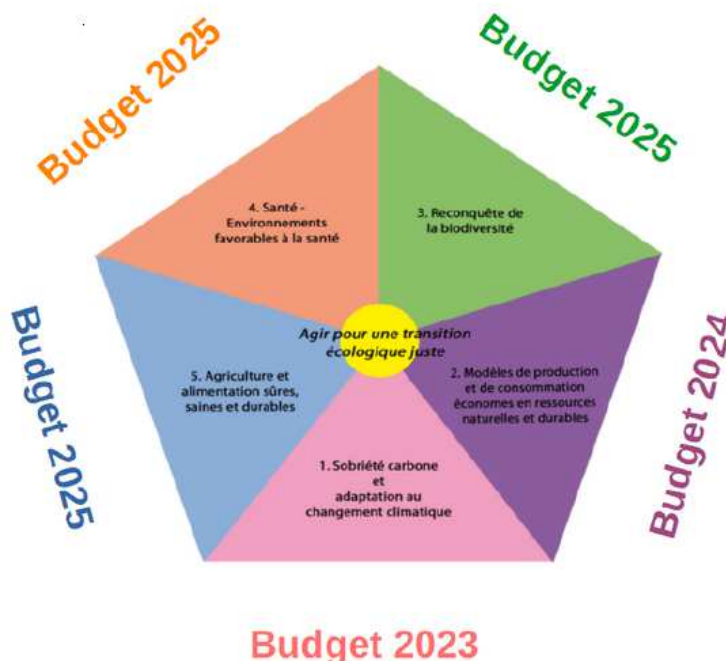 Budget 2025
Budget 2025
4. Santé -
Environnements
favorables à la santé
3. Reconquête de
la biodiversité
Agir pour une transition
écologique juste
5. Agriculture et
alimentation sûres,
saines et durables
2. Modèles de production
et de consommation
économes en ressources
naturelles et durables
1. Sobriété carbone
et
adaptation au
changement climatique
Budget 2025
Budget 2024
Budget 2023